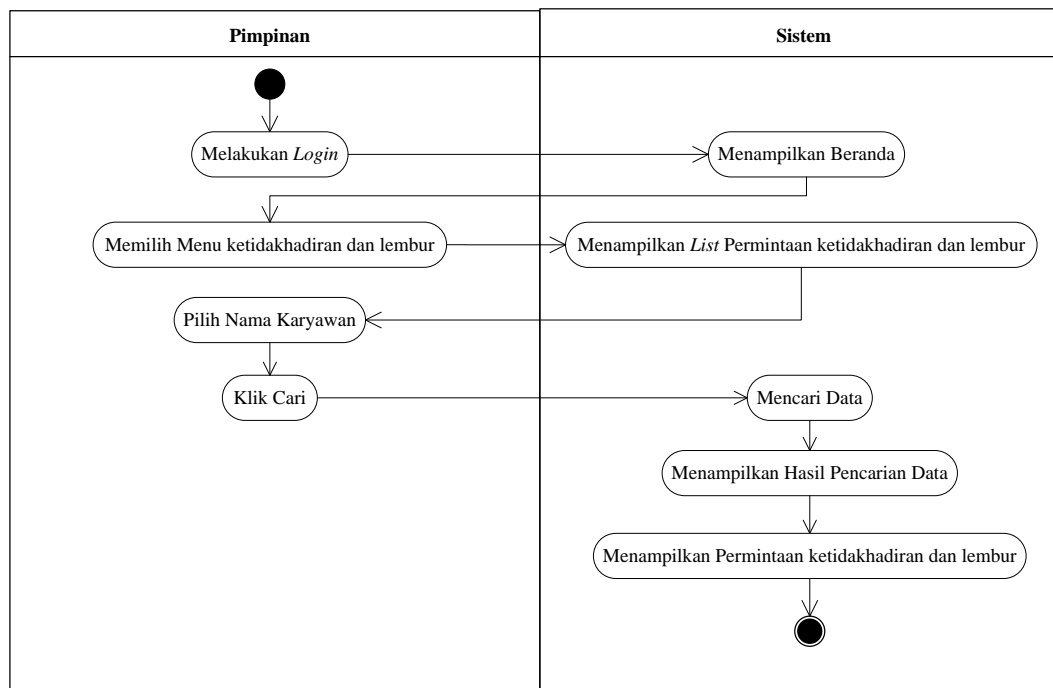 Pimpinan
Sistem
Melakukan Login
Menampilkan Beranda
Memilih Menu ketidakhadiran dan lembur
Menampilkan List Permintaan ketidakhadiran dan lembur
Pilih Nama Karyawan
Klik Cari
Mencari Data
Menampilkan Hasil Pencarian Data
Menampilkan Permintaan ketidakhadiran dan lembur